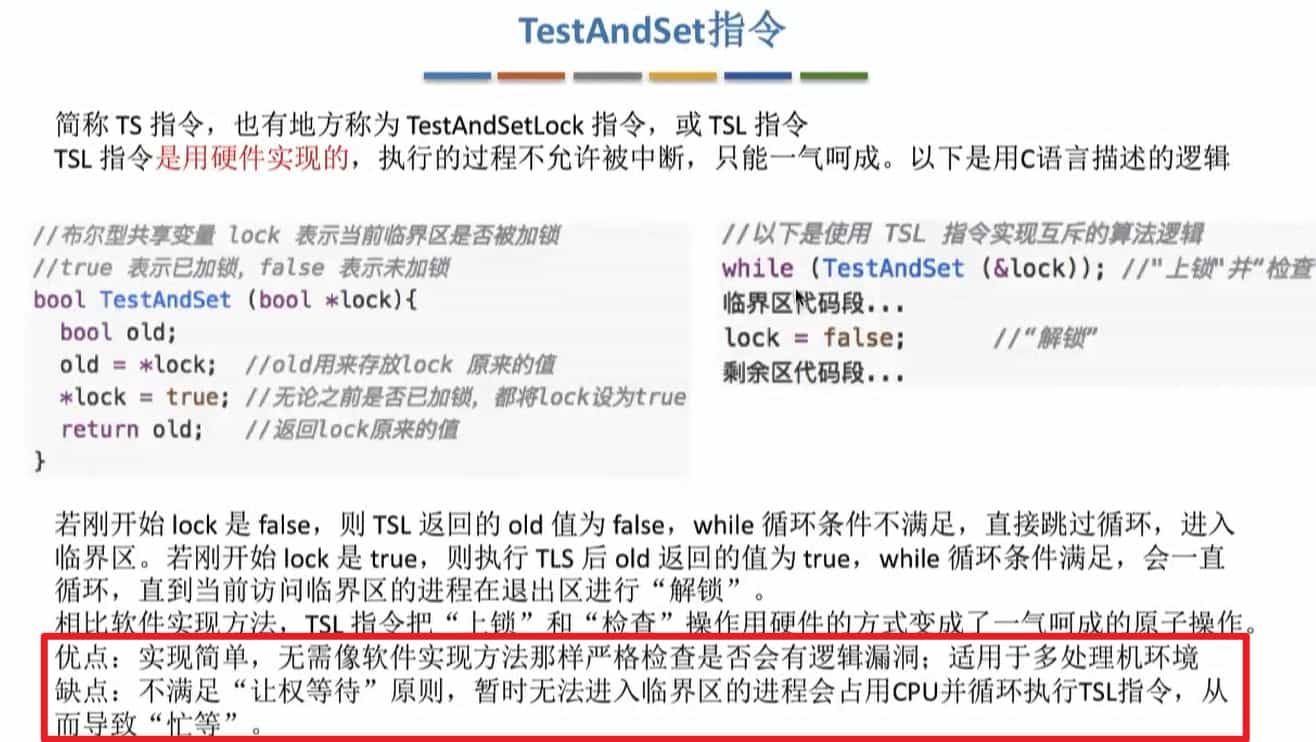 TestAndSet指令
简称 TS 指令，也有地方称为 TestAndSetLock 指令，或 TSL 指令
TSL 指令是用硬件实现的，执行的过程不允许被中断，只能一气呵成。以下是用C语言描述的逻辑
//布尔型共享变量 lock 表示当前临界区是否被加锁
//true 表示已加锁，false 表示未加锁
bool TestAndSet (bool *lock){
bool old;
old = *lock; //old用来存放lock 原来的值
*lock = true; //无论之前是否已加锁，都将lock设为true
return old; //返回lock原来的值
}
//以下是使用 TSL 指令实现互斥的算法逻辑
while (TestAndSet (&lock)); //"上锁"并“检查
临界区代码段...
lock = false; //“解锁”
剩余区代码段...
若刚开始 lock 是 false，则 TSL 返回的 old 值为 false，while 循环条件不满足，直接跳过循环，进入
临界区。若刚开始 lock 是 true，则执行 TLS 后 old 返回的值为 true，while 循环条件满足，会一直
循环，直到当前访问临界区的进程在退出区进行“解锁”。
相比软件实现方法，TSL 指令把“上锁”和“检查”操作用硬件的方式变成了一气呵成的原子操作。
优点：实现简单，无需像软件实现方法那样严格检查是否会有逻辑漏洞；适用于多处理机环境
缺点：不满足“让权等待”原则，暂时无法进入临界区的进程会占用CPU并循环执行TSL指令，从
而导致“忙等”。